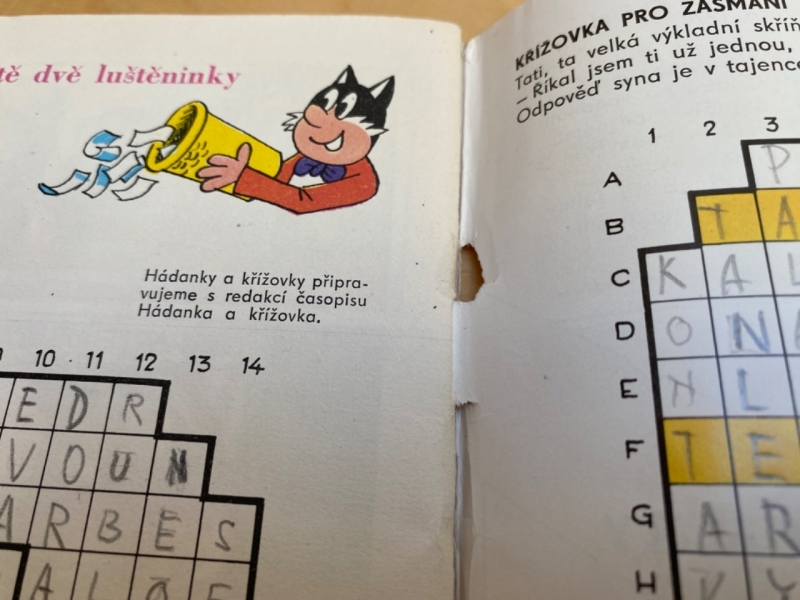 tě dvě luštěninky
Hádanky a křížovky připra-
vujeme s redakcí časopisu
Hádanka a křížovka.
10 11 12 13 14
E D R
V O U N
A R B E S
A L
KŘÍŽOVKA PRO ZASMÁNÍ
Tati, ta velká výkladní skříň
– Říkal jsem ti už jednou,
Odpověď syna je v tajence
1 2 3
A P
B T A
C K A L
D O N
E N L
F T E
G A R
H V Y